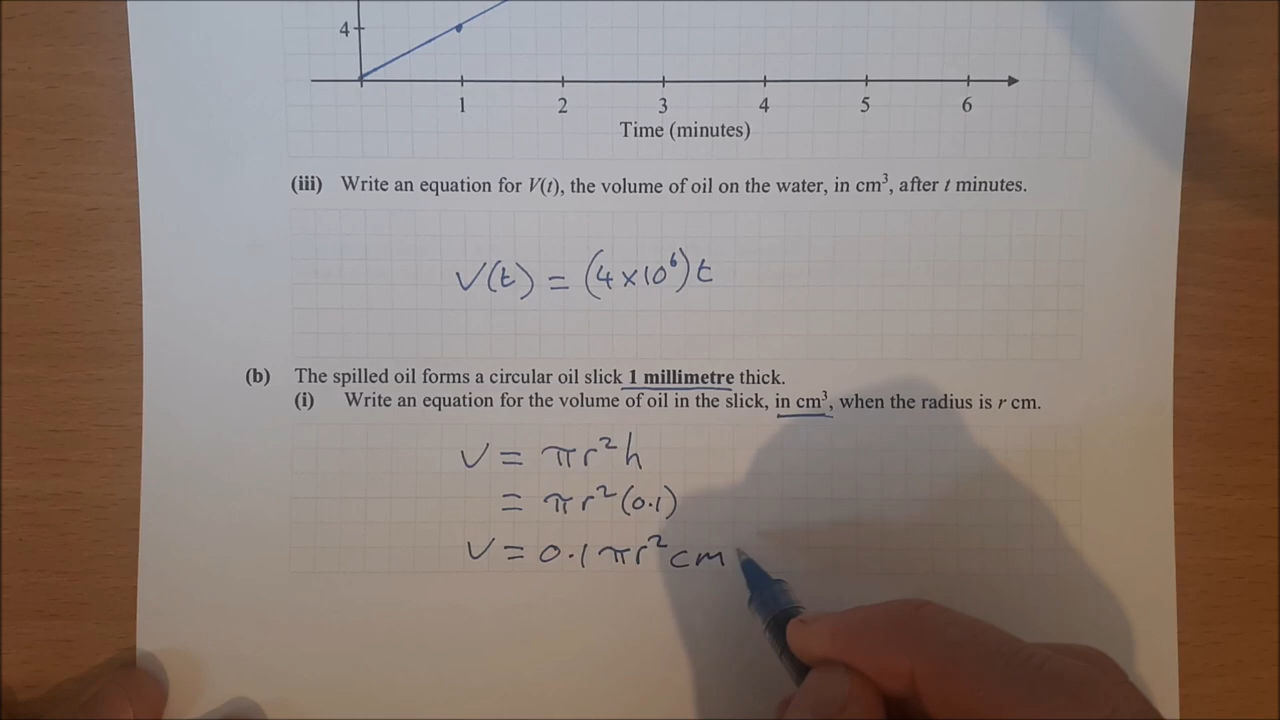 4
1 2 3 4 5 6
Time (minutes)
(iii) Write an equation for V(t), the volume of oil on the water, in cm³, after t minutes.
V(t) = (4×10⁶)t
(b) The spilled oil forms a circular oil slick 1 millimetre thick.
(i) Write an equation for the volume of oil in the slick, in cm³, when the radius is r cm.
V = πr²h
= πr²(0.1)
V = 0.1πr²cm